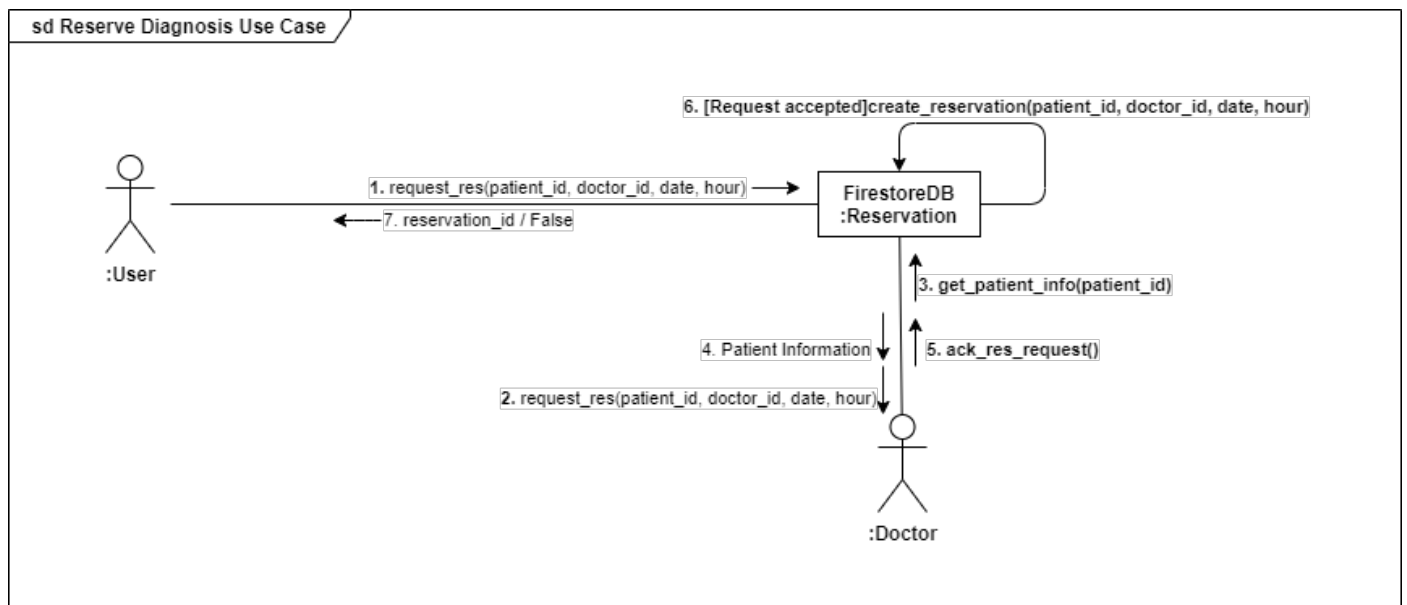 sd Reserve Diagnosis Use Case
6. [Request accepted]create_reservation(patient_id, doctor_id, date, hour)
1. request_res(patient_id, doctor_id, date, hour)
FirestoreDB
:Reservation
7. reservation_id / False
:User
3. get_patient_info(patient_id)
4. Patient Information
5. ack_res_request()
2. request_res(patient_id, doctor_id, date, hour)
:Doctor